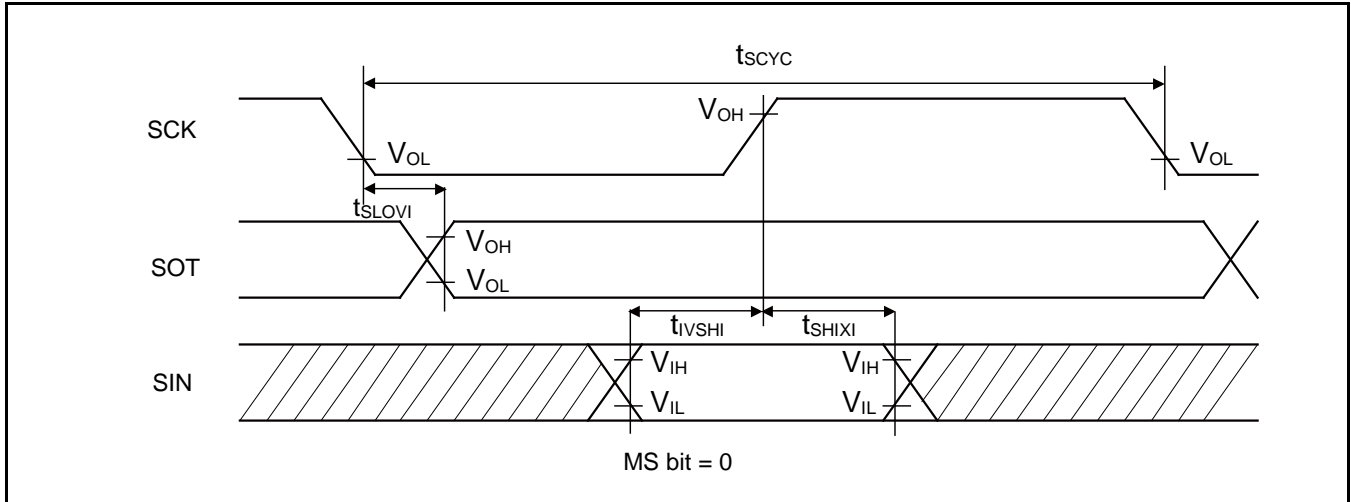 tSCYC
SCK
VOH
VOL
VOL
tSLOVI
SOT
VOH
VOL
tIVSHI
tSHIXI
SIN
VIH
VIH
VIL
VIL
MS bit = 0